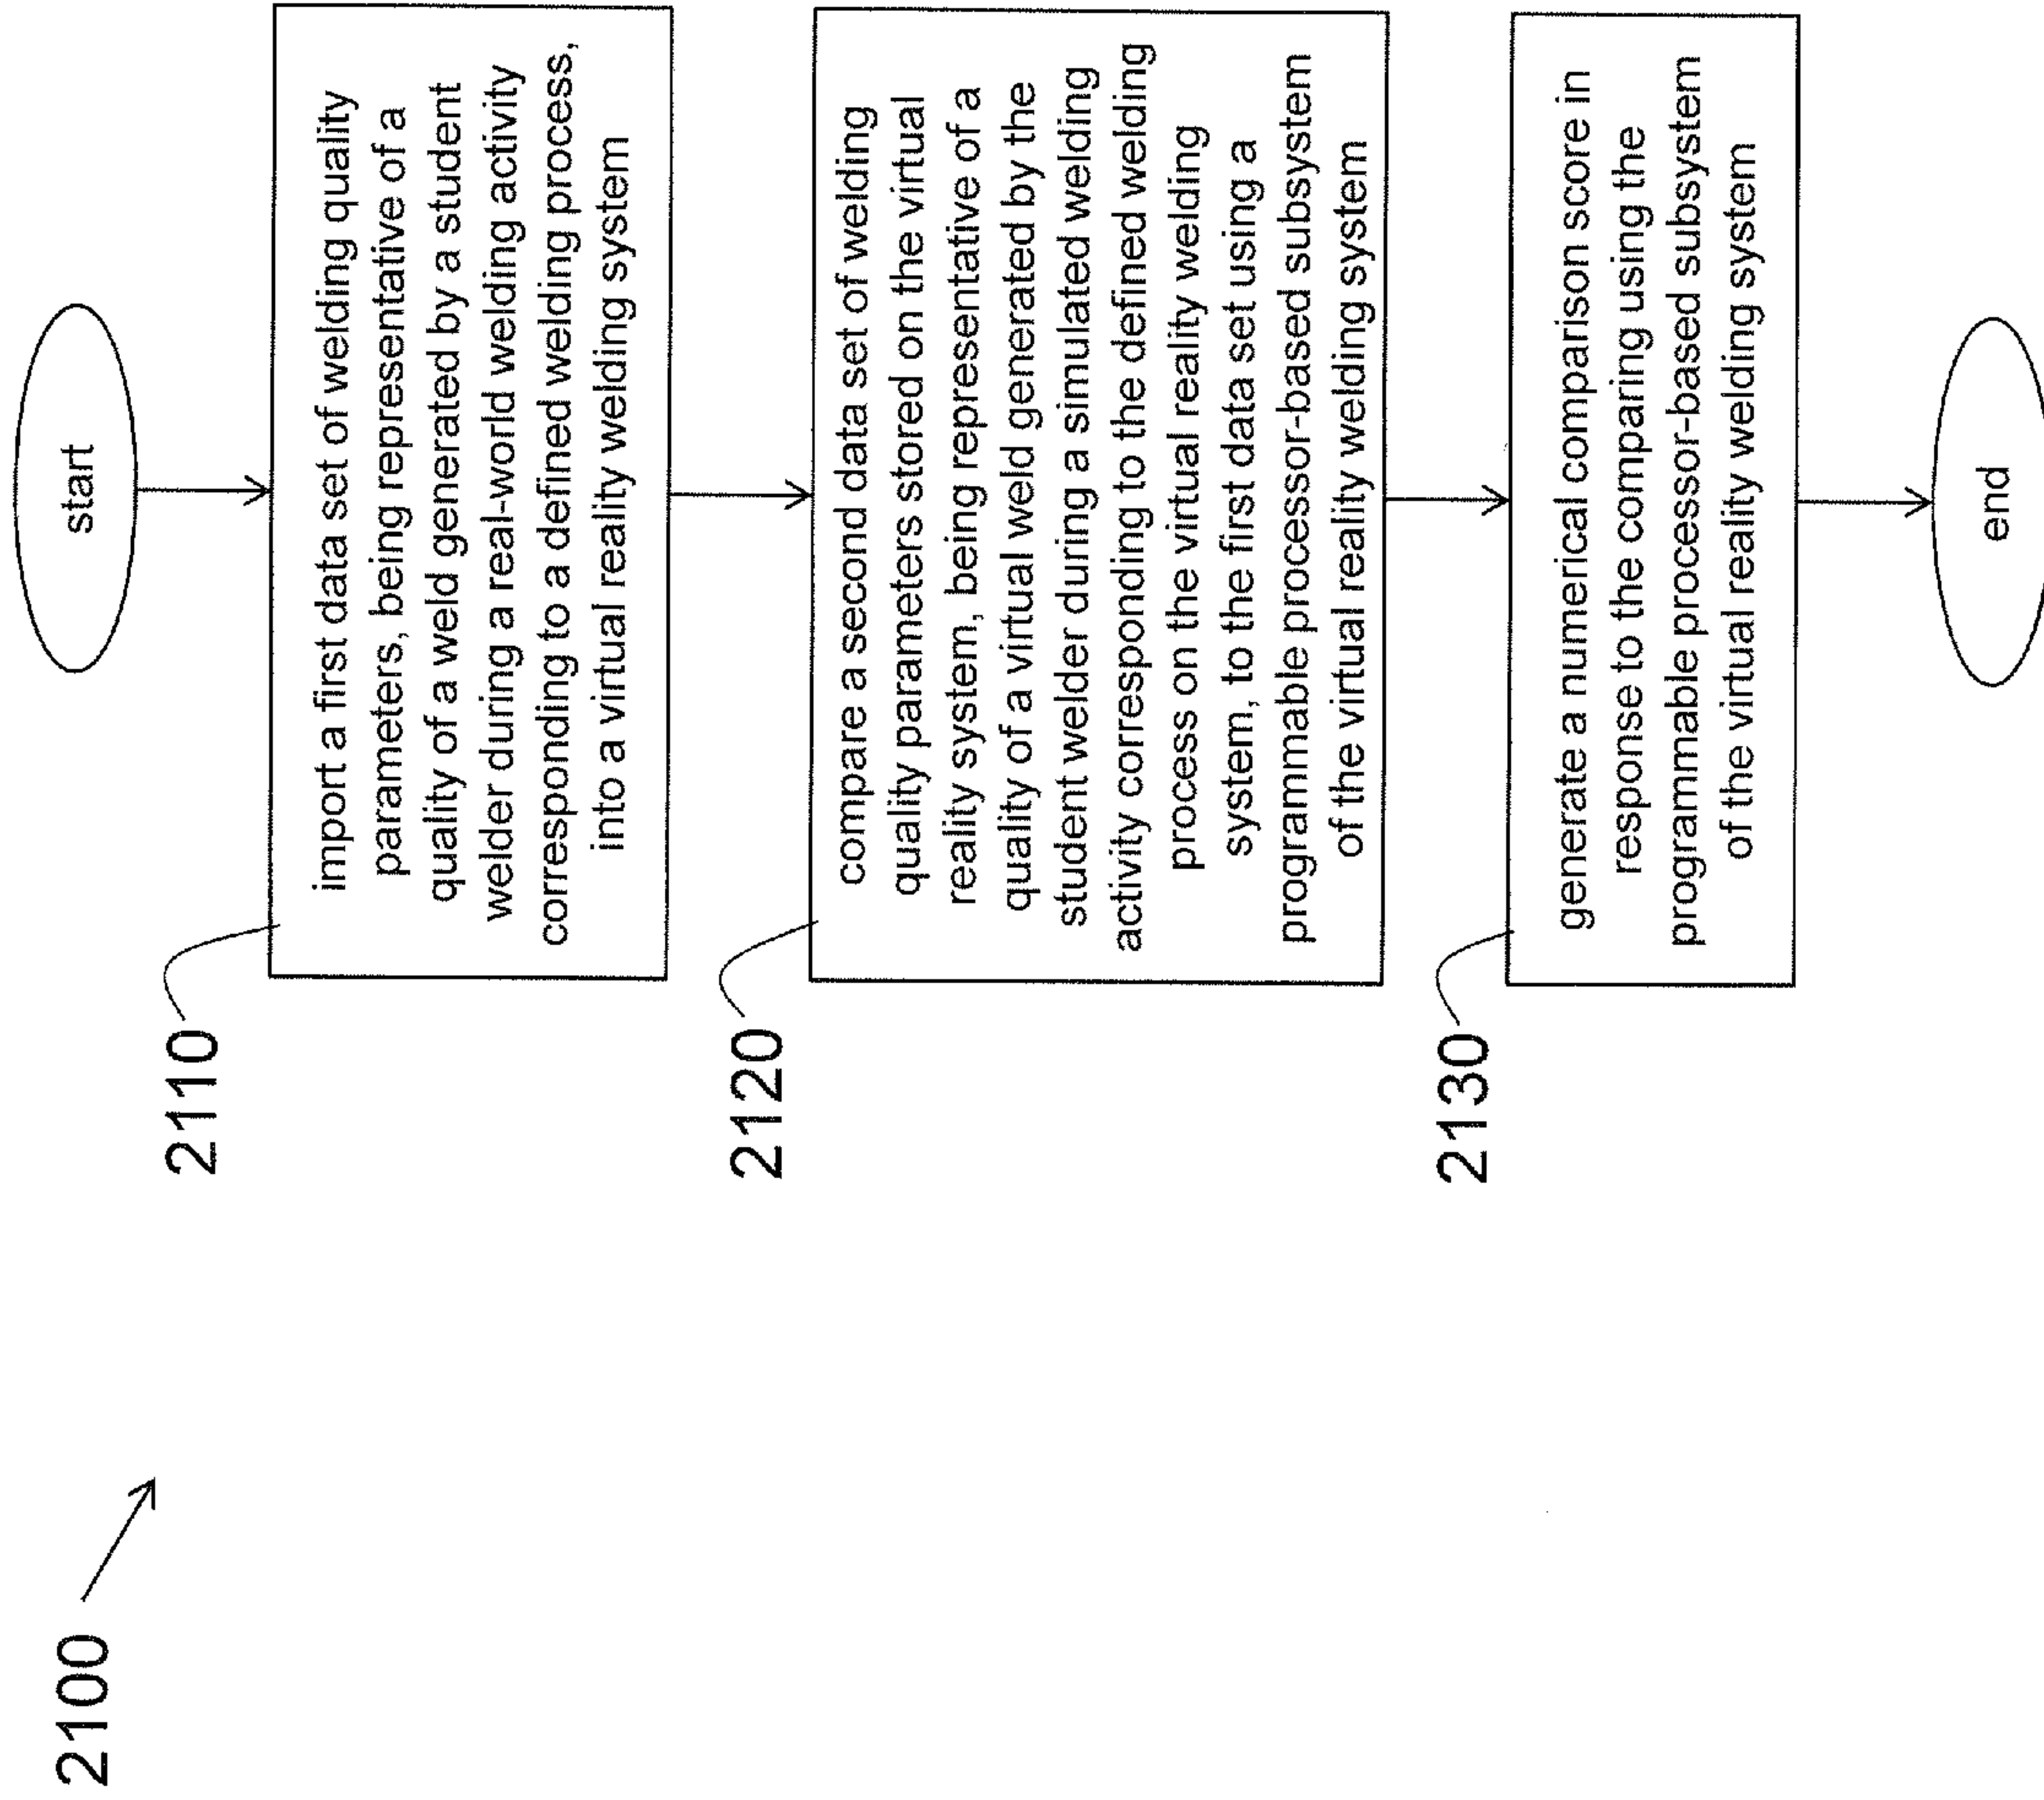 2100
start
2110
import a first data set of welding quality
parameters, being representative of a
quality of a weld generated by a student
welder during a real-world welding activity
corresponding to a defined welding process,
into a virtual reality welding system
2120
compare a second data set of welding
quality parameters stored on the virtual
reality system, being representative of a
quality of a virtual weld generated by the
student welder during a simulated welding
activity corresponding to the defined welding
process on the virtual reality welding
system, to the first data set using a
programmable processor-based subsystem
of the virtual reality welding system
2130
generate a numerical comparison score in
response to the comparing using the
programmable processor-based subsystem
of the virtual reality welding system
end